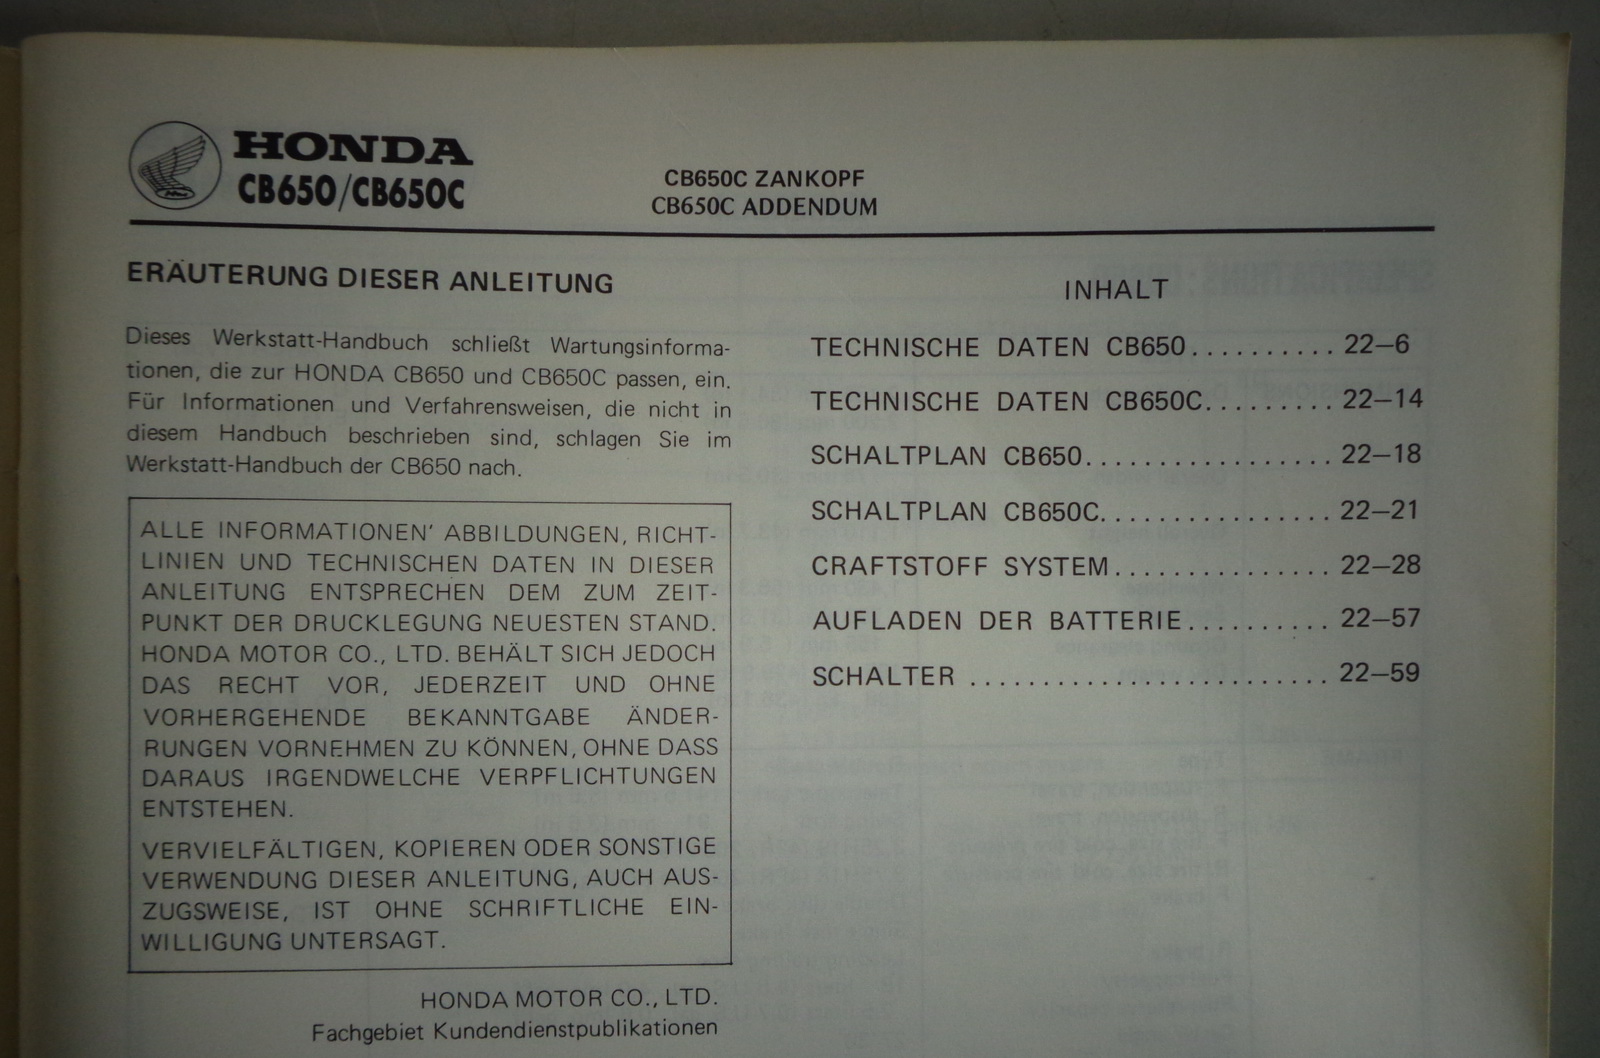 HONDA
CB650/CB650C
CB650C ZANKOPF
CB650C ADDENDUM
ERÄUTERUNG DIESER ANLEITUNG
Dieses Werkstatt-Handbuch schließt Wartungsinforma-
tionen, die zur HONDA CB650 und CB650C passen, ein.
Für Informationen und Verfahrensweisen, die nicht in
diesem Handbuch beschrieben sind, schlagen Sie im
Werkstatt-Handbuch der CB650 nach.
ALLE INFORMATIONEN' ABBILDUNGEN, RICHT-
LINIEN UND TECHNISCHEN DATEN IN DIESER
ANLEITUNG ENTSPRECHEN DEM ZUM ZEIT-
PUNKT DER DRUCKLEGUNG NEUESTEN STAND.
HONDA MOTOR CO., LTD. BEHÄLT SICH JEDOCH
DAS RECHT VOR, JEDERZEIT UND OHNE
VORHERGEHENDE BEKANNTGABE ÄNDER-
RUNGEN VORNEHMEN ZU KÖNNEN, OHNE DASS
DARAUS IRGENDWELCHE VERPFLICHTUNGEN
ENTSTEHEN.
VERVIELFÄLTIGEN, KOPIEREN ODER SONSTIGE
VERWENDUNG DIESER ANLEITUNG, AUCH AUS-
ZUGSWEISE, IST OHNE SCHRIFTLICHE EIN-
WILLIGUNG UNTERSAGT.
HONDA MOTOR CO., LTD.
Fachgebiet Kundendienstpublikationen
INHALT
TECHNISCHE DATEN CB650.......... 22–6
TECHNISCHE DATEN CB650C......... 22–14
SCHALTPLAN CB650................. 22–18
SCHALTPLAN CB650C................ 22–21
CRAFTSTOFF SYSTEM............... 22–28
AUFLADEN DER BATTERIE.......... 22–57
SCHALTER ......................... 22–59